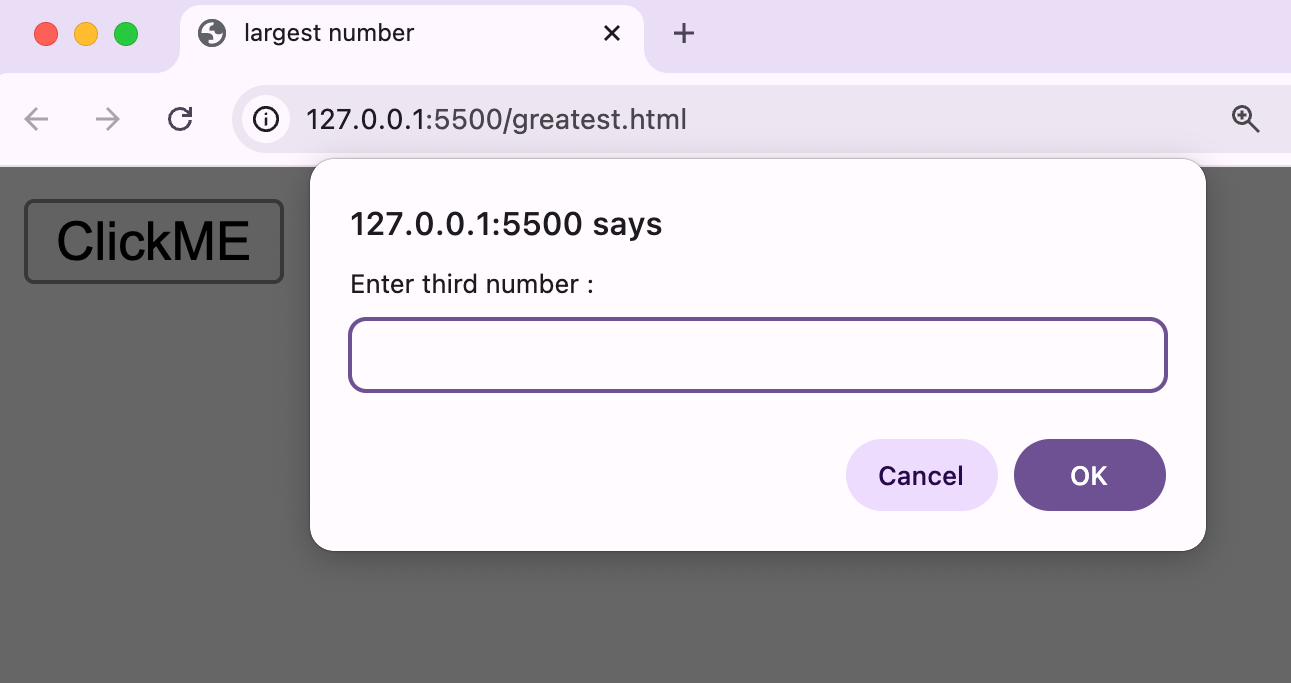 largest number
127.0.0.1:5500/greatest.html
ClickME
127.0.0.1:5500 says
Enter third number :
Cancel
OK